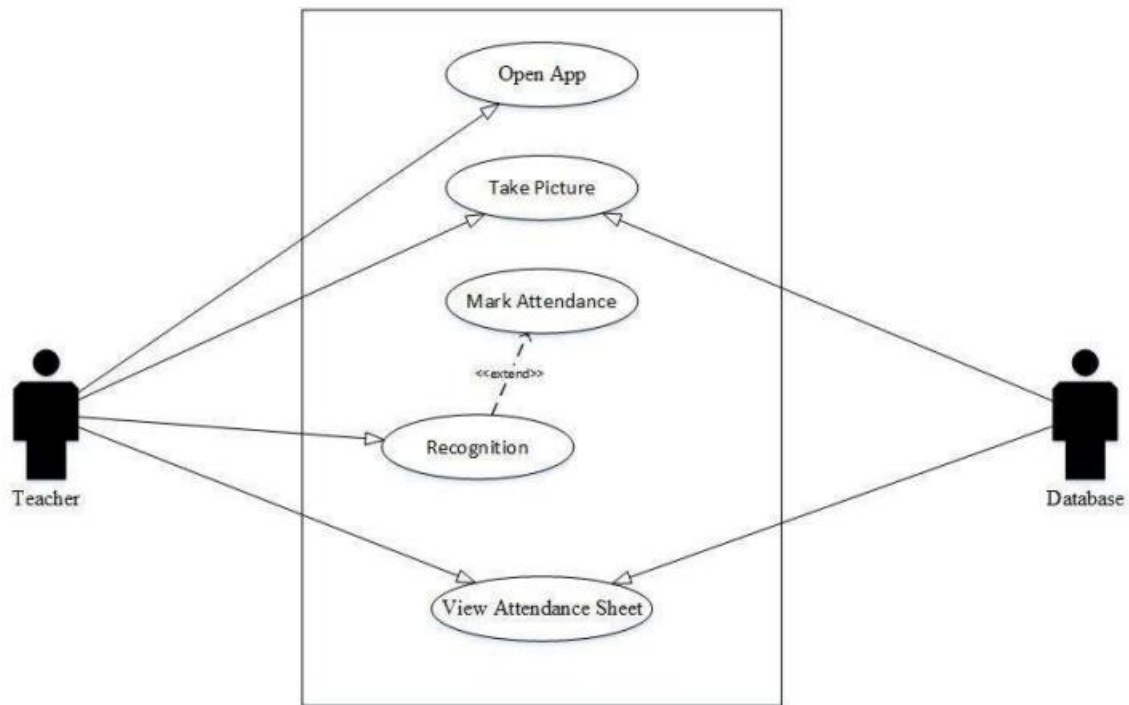 Open App
Take Picture
Mark Attendance
<<extend>>
Recognition
Teacher
Database
View Attendance Sheet